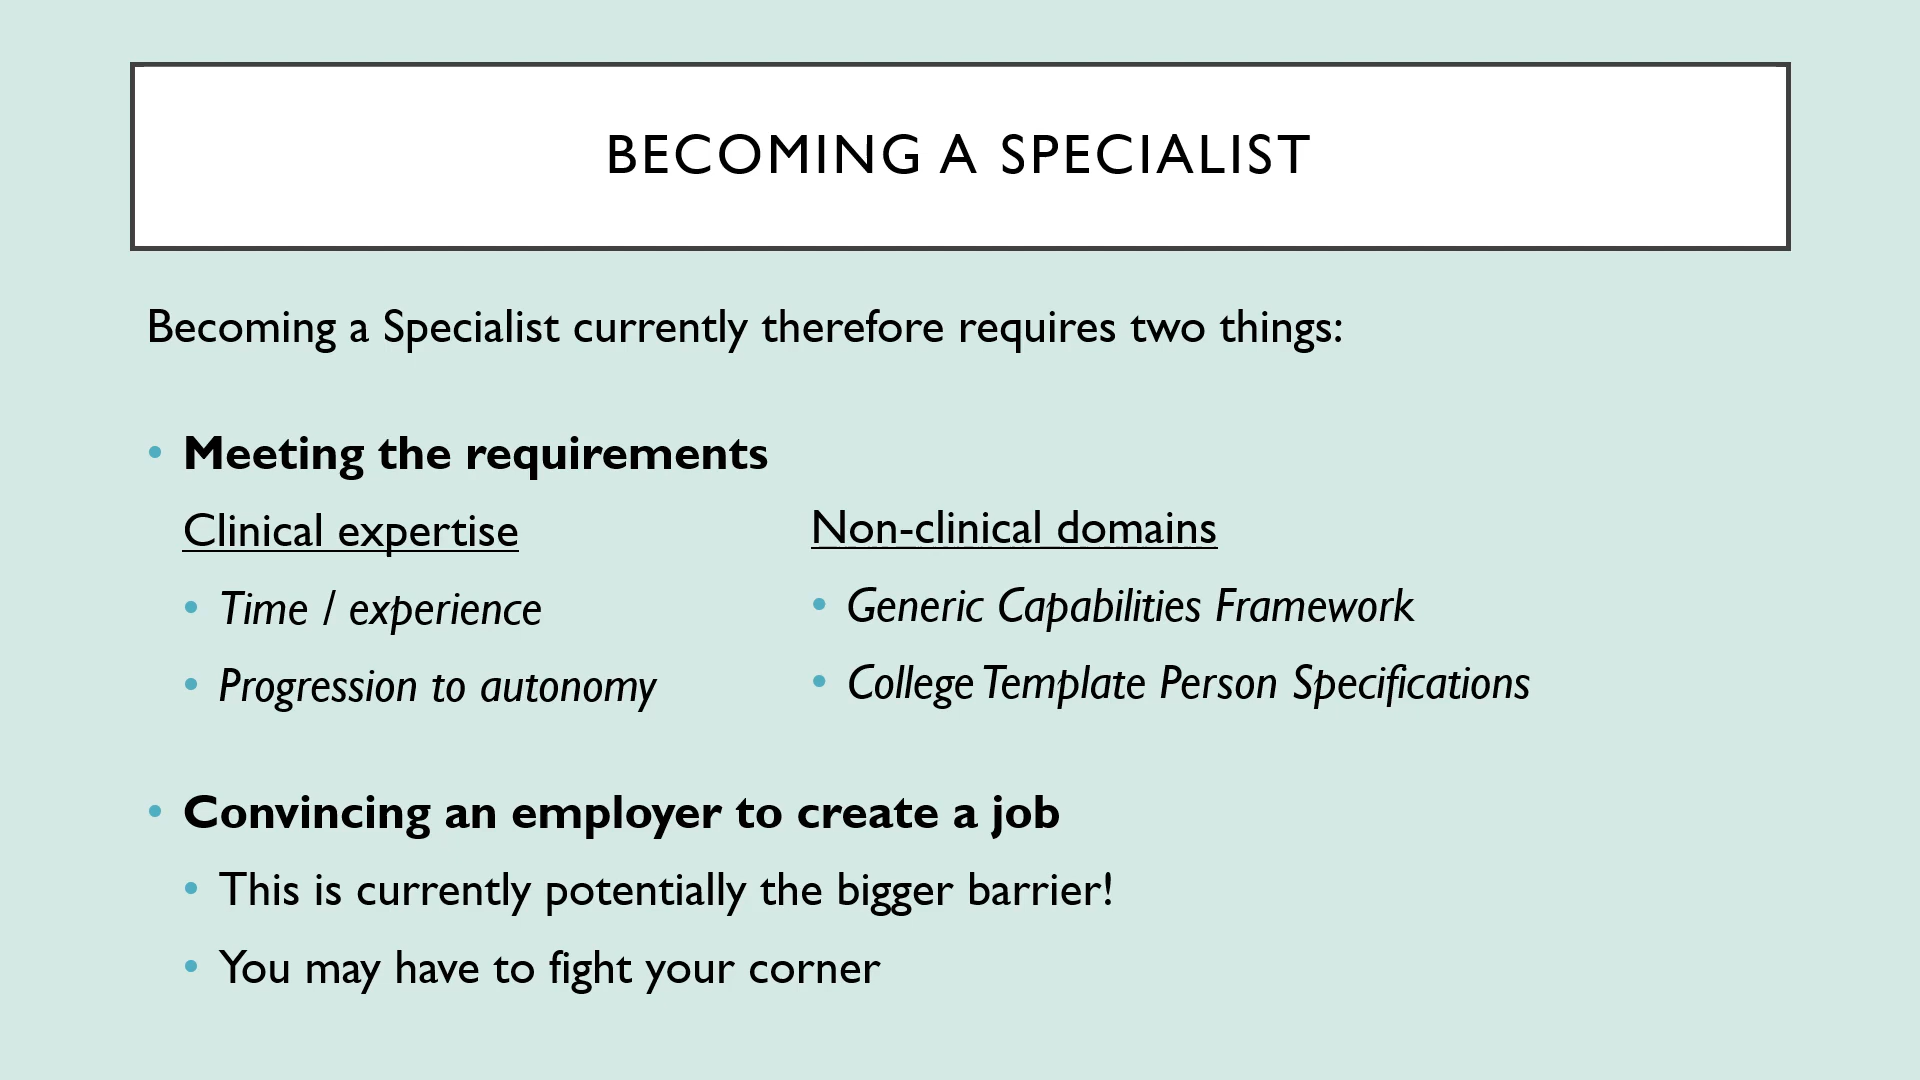 BECOMING A SPECIALIST
Becoming a Specialist currently therefore requires two things:
• Meeting the requirements
Clinical expertise
• Time / experience
• Progression to autonomy
Non-clinical domains
• Generic Capabilities Framework
• College Template Person Specifications
• Convincing an employer to create a job
• This is currently potentially the bigger barrier!
• You may have to fight your corner